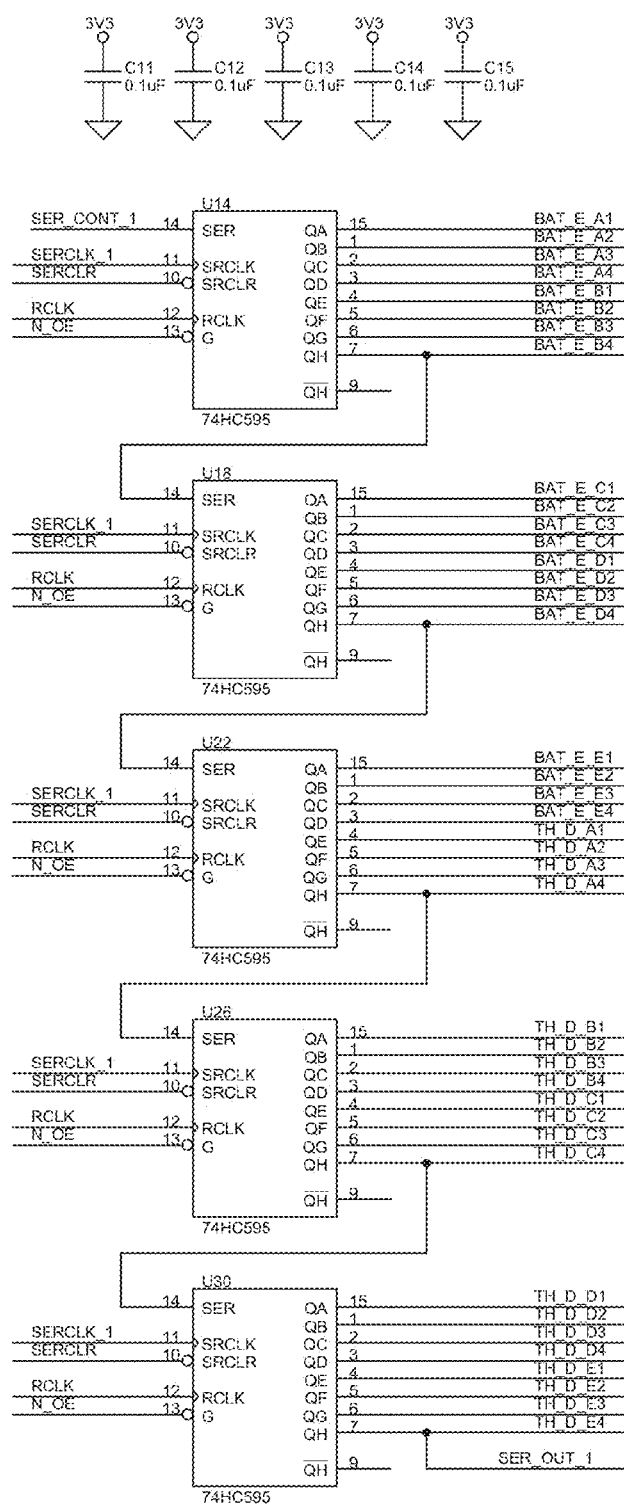 3V3 3V3 3V3 3V3 3V3
C11 C12 C13 C14 C15
0.1uF 0.1uF 0.1uF 0.1uF 0.1uF
U14
SER_CONT_1 14 SER QA 15 BAT_E_A1
QB 1 BAT_E_A2
SERCLK_1 11 SRCLK QC 2 BAT_E_A3
SERCLR 10 SRCLR QD 3 BAT_E_A4
QE 4 BAT_E_B1
RCLK 12 RCLK QF 5 BAT_E_B2
N_OE 13 G QG 6 BAT_E_B3
QH 7 BAT_E_B4
QH 9
74HC595
U18
14 SER QA 15 BAT_E_C1
QB 1 BAT_E_C2
SERCLK_1 11 SRCLK QC 2 BAT_E_C3
SERCLR 10 SRCLR QD 3 BAT_E_C4
QE 4 BAT_E_D1
RCLK 12 RCLK QF 5 BAT_E_D2
N_OE 13 G QG 6 BAT_E_D3
QH 7 BAT_E_D4
QH 9
74HC595
U22
14 SER QA 15 BAT_E_E1
QB 1 BAT_E_E2
SERCLK_1 11 SRCLK QC 2 BAT_E_E3
SERCLR 10 SRCLR QD 3 BAT_E_E4
QE 4 TH_D_A1
RCLK 12 RCLK QF 5 TH_D_A2
N_OE 13 G QG 6 TH_D_A3
QH 7 TH_D_A4
QH 9
74HC595
U26
14 SER QA 15 TH_D_B1
QB 1 TH_D_B2
SERCLK_1 11 SRCLK QC 2 TH_D_B3
SERCLR 10 SRCLR QD 3 TH_D_B4
QE 4 TH_D_C1
RCLK 12 RCLK QF 5 TH_D_C2
N_OE 13 G QG 6 TH_D_C3
QH 7 TH_D_C4
QH 9
74HC595
U30
14 SER QA 15 TH_D_D1
QB 1 TH_D_D2
SERCLK_1 11 SRCLK QC 2 TH_D_D3
SERCLR 10 SRCLR QD 3 TH_D_D4
QE 4 TH_D_E1
RCLK 12 RCLK QF 5 TH_D_E2
N_OE 13 G QG 6 TH_D_E3
QH 7 TH_D_E4
SER_OUT_1
QH 9
74HC595